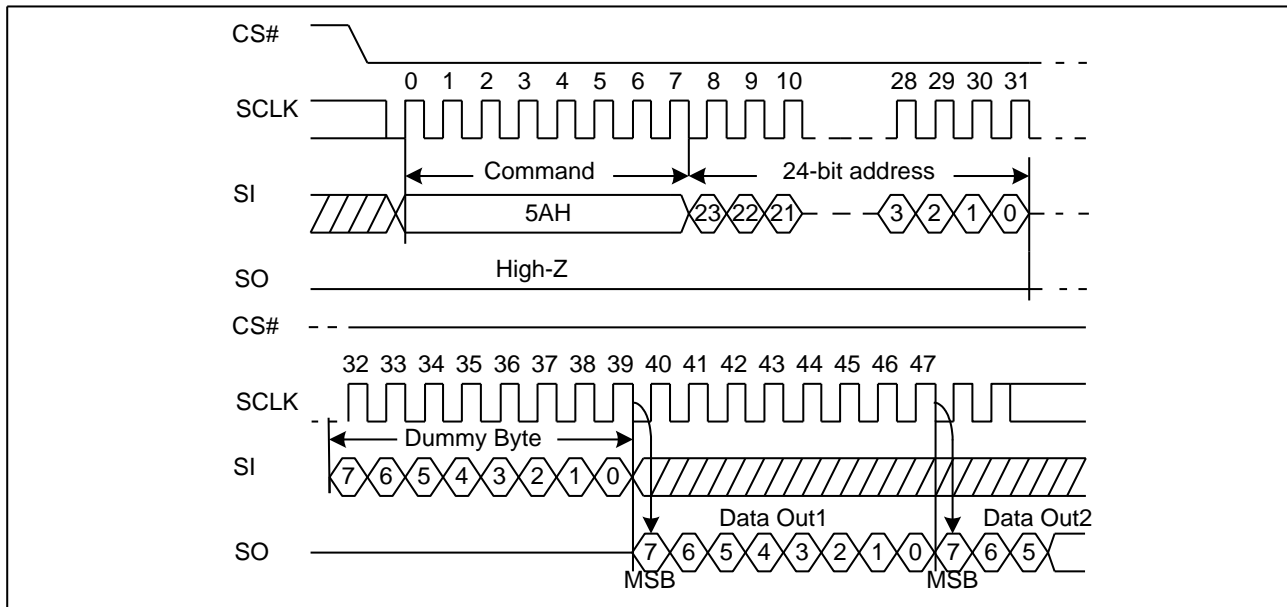 CS#
0 1 2 3 4 5 6 7 8 9 10 28 29 30 31
SCLK
Command 24-bit address
SI
5AH 23 22 21 3 2 1 0
High-Z
SO
CS#
32 33 34 35 36 37 38 39 40 41 42 43 44 45 46 47
SCLK
Dummy Byte
SI
7 6 5 4 3 2 1 0
Data Out1 Data Out2
SO
7 6 5 4 3 2 1 0 7 6 5
MSB MSB